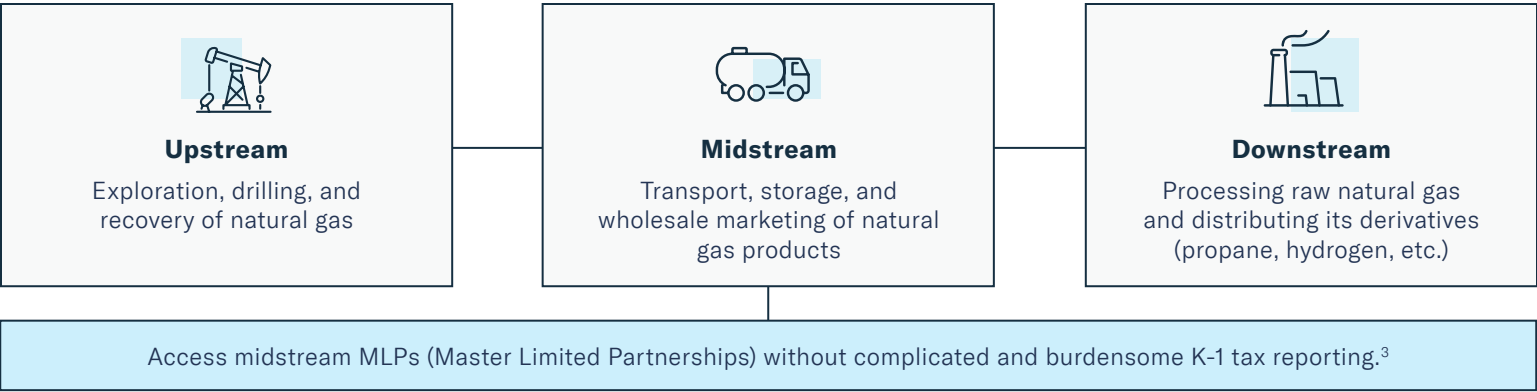 Upstream
Exploration, drilling, and
recovery of natural gas
Midstream
Transport, storage, and
wholesale marketing of natural
gas products
Downstream
Processing raw natural gas
and distributing its derivatives
(propane, hydrogen, etc.)
Access midstream MLPs (Master Limited Partnerships) without complicated and burdensome K-1 tax reporting.³